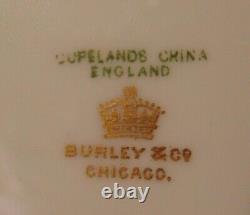 COPELANDS CHINA
ENGLAND
BURLEY & CO
CHICAGO.